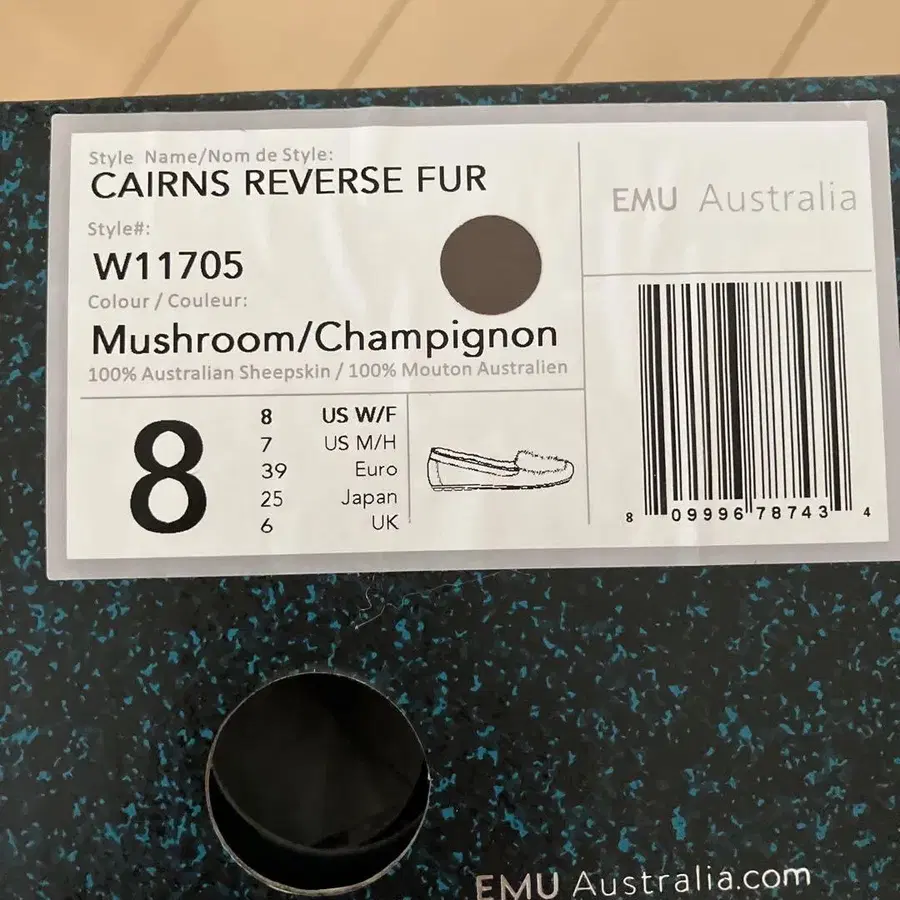 Style Name/Nom de Style:
CAIRNS REVERSE FUR
Style#:
W11705
Colour / Couleur:
Mushroom/Champignon
100% Australian Sheepskin / 100% Mouton Australien
8
8 US W/F
7 US M/H
39 Euro
25 Japan
6 UK
EMU Australia
8 09996 78743 4
EMU Australia.com